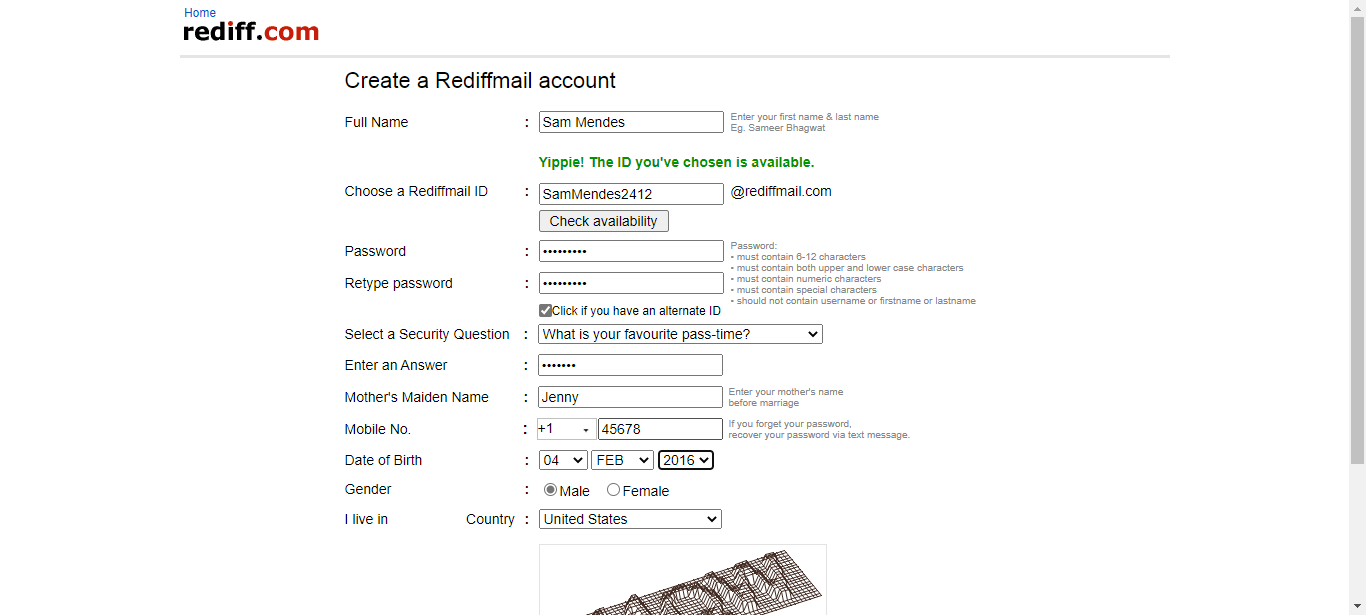 Home
rediff.com
Create a Rediffmail account
Full Name : Sam Mendes Enter your first name & last name
Eg. Sameer Bhagwat
Yippie! The ID you've chosen is available.
Choose a Rediffmail ID : SamMendes2412 @rediffmail.com
Check availability
Password : ••••••••• Password:
• must contain 6-12 characters
• must contain both upper and lower case characters
• must contain numeric characters
• must contain special characters
• should not contain username or firstname or lastname
Retype password : •••••••••
Click if you have an alternate ID
Select a Security Question : What is your favourite pass-time?
Enter an Answer : •••••••
Mother's Maiden Name : Jenny Enter your mother's name
before marriage
Mobile No. : +1 45678 If you forget your password,
recover your password via text message.
Date of Birth : 04 FEB 2016
Gender : Male Female
I live in Country : United States